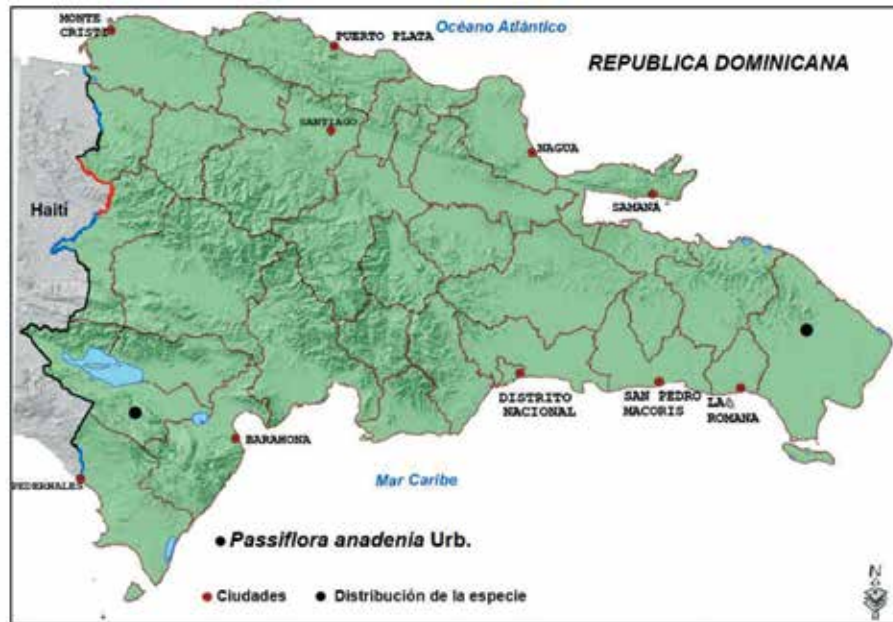 MONTE
CRISTI
PUERTO PLATA
Océano Atlántico
REPUBLICA DOMINICANA
SANTIAGO
NAGUA
SAMANA
Haití
DISTRITO
NACIONAL
SAN PEDRO
MACORIS
LA
ROMANA
BARAHONA
PEDERNALES
Mar Caribe
Passiflora anadenia Urb.
Ciudades
Distribución de la especie
N